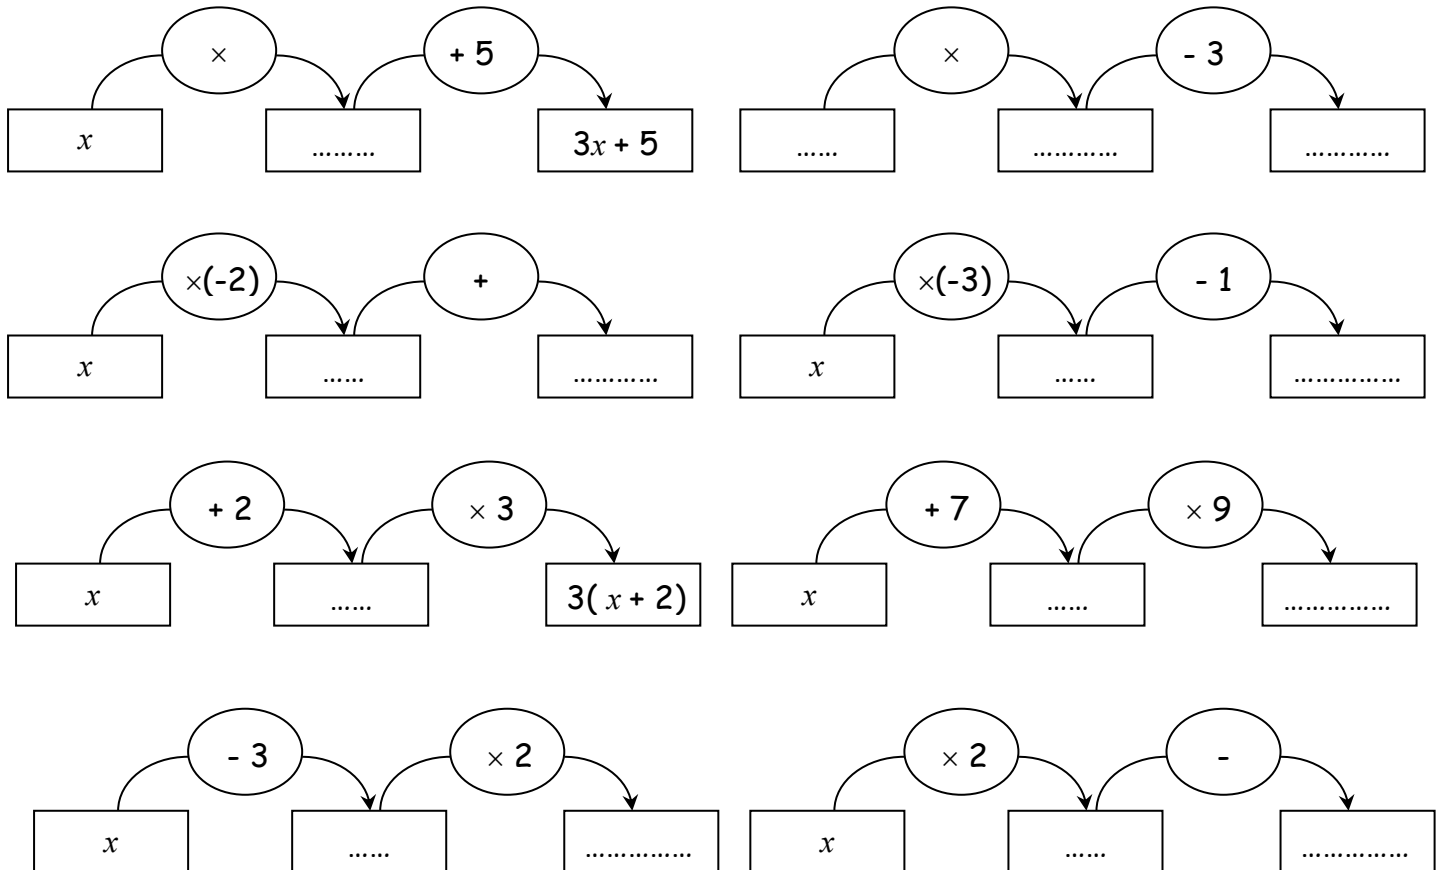 × + 5 × - 3
x ……... 3x + 5 …… ………… …………
×(-2) + ×(-3) - 1
x …… ………… x …… ……………
+ 2 × 3 + 7 × 9
x …… 3( x + 2) x …… ……………
- 3 × 2 × 2 -
x …… …………… x …… ……………